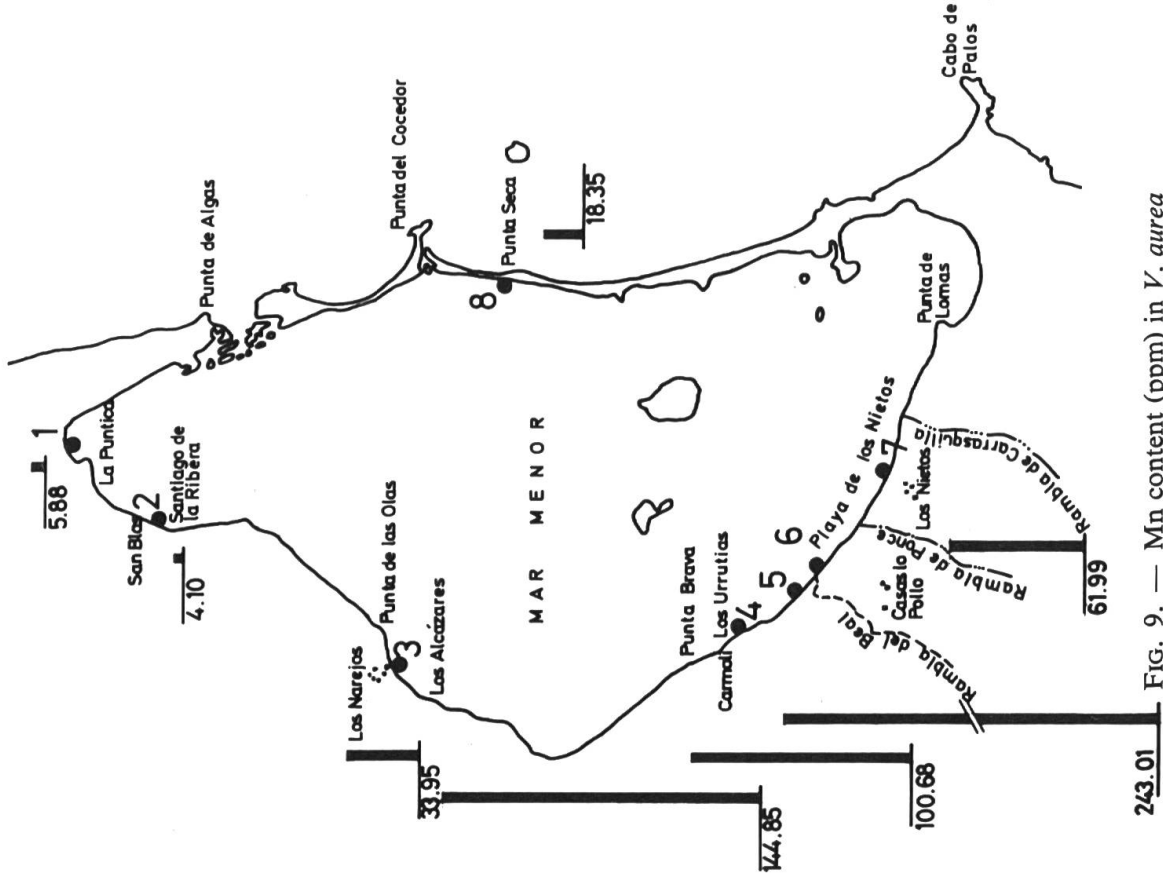 Cabo de
Palos
Punta de Algas
Punta del Cocedor
Punta Seca
18.35
8
1
La Puntica
5.88
San Blas
2
Santiago de
la Ribera
4.10
Punta de las Olas
Los Narejos
3
Los Alcázares
33.95
MAR MENOR
Punta de
Lomas
Punta Brava
Carmoli
Los Urrutias
4
5
6
Playa de los Nietos
7
Los Nietos
Casas lo
Pollo
Rambla del Beal
Rambla de Ponce
Rambla de Carrasquilla
144.85
100.68
243.01
61.99
FIG. 9. — Mn content (ppm) in V. aurea